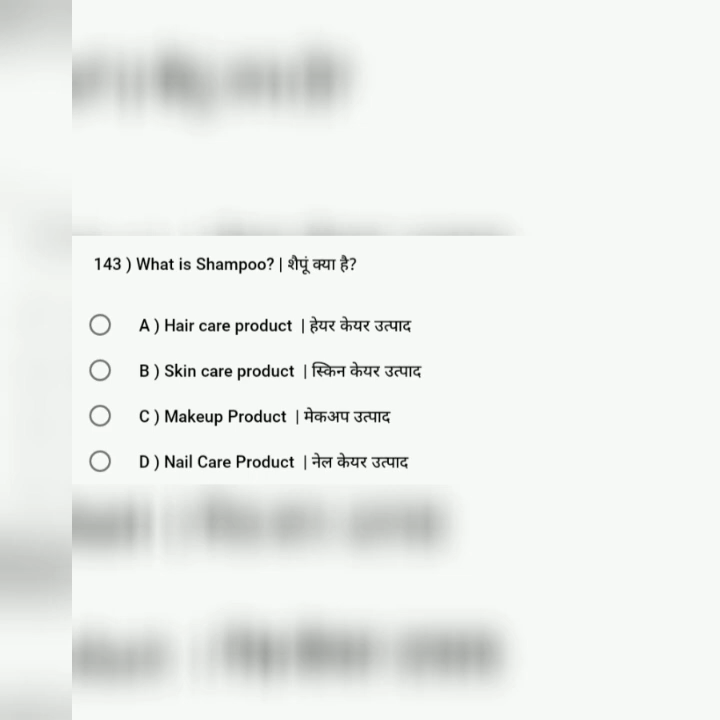 143 ) What is Shampoo? | शैपूं क्या है?
A ) Hair care product | हेयर केयर उत्पाद
B ) Skin care product | स्किन केयर उत्पाद
C ) Makeup Product | मेकअप उत्पाद
D ) Nail Care Product | नेल केयर उत्पाद